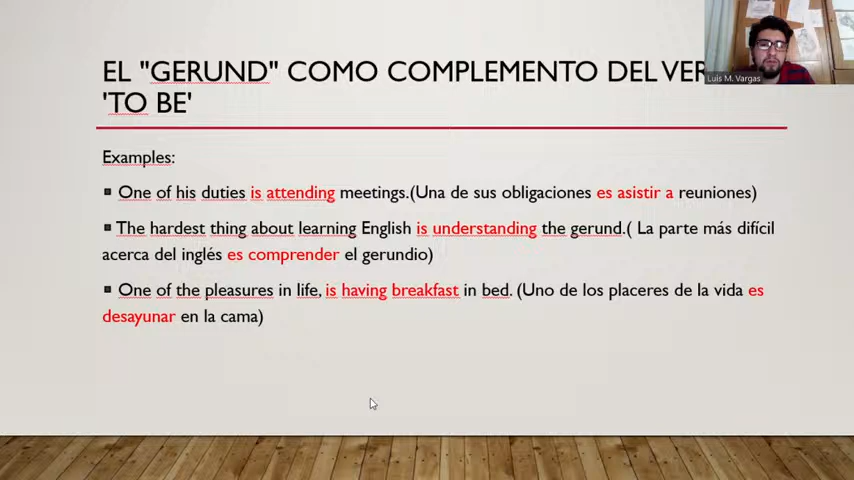 EL "GERUND" COMO COMPLEMENTO DEL
'TO BE'
Luis M. Vargas
Examples:
One of his duties is attending meetings.(Una de sus obligaciones es asistir a reuniones)
The hardest thing about learning English is understanding the gerund.( La parte más difícil
acerca del inglés es comprender el gerundio)
One of the pleasures in life, is having breakfast in bed. (Uno de los placeres de la vida es
desayunar en la cama)